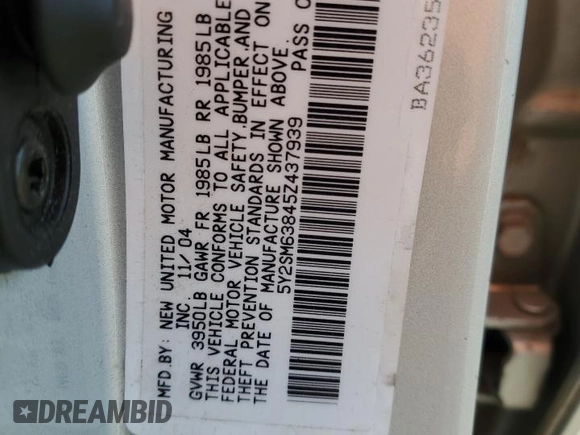 MFD.BY: NEW UNITED MOTOR MANUFACTURING
INC. 11/04
GVWR 3950LB GAWR FR 1985LB RR 1985LB
THIS VEHICLE CONFORMS TO ALL APPLICABLE
FEDERAL MOTOR VEHICLE SAFETY,BUMPER,AND
THEFT PREVENTION STANDARDS IN EFFECT ON
THE DATE OF MANUFACTURE SHOWN ABOVE.
5Y2SM63845Z437939 PASS C
BA36235
DREAMBID